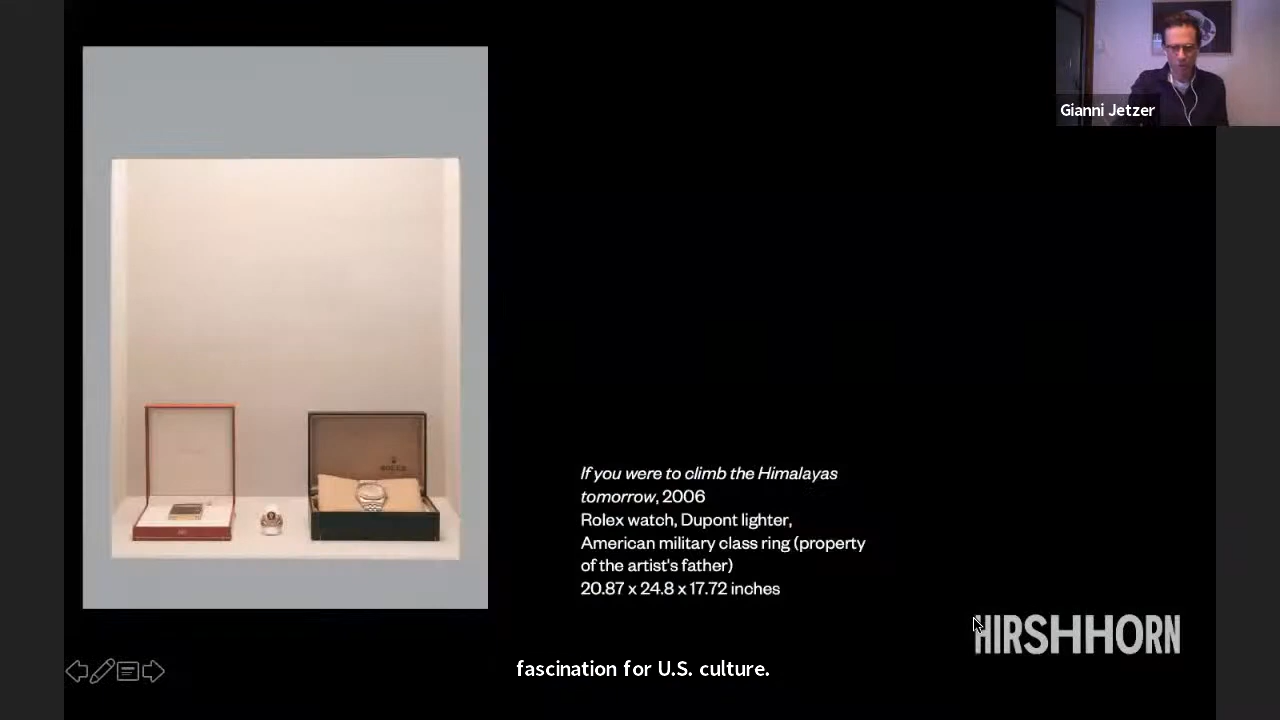 Gianni Jetzer
ROLEX
If you were to climb the Himalayas
tomorrow, 2006
Rolex watch, Dupont lighter,
American military class ring (property
of the artist's father)
20.87 x 24.8 x 17.72 inches
HIRSHHORN
fascination for U.S. culture.